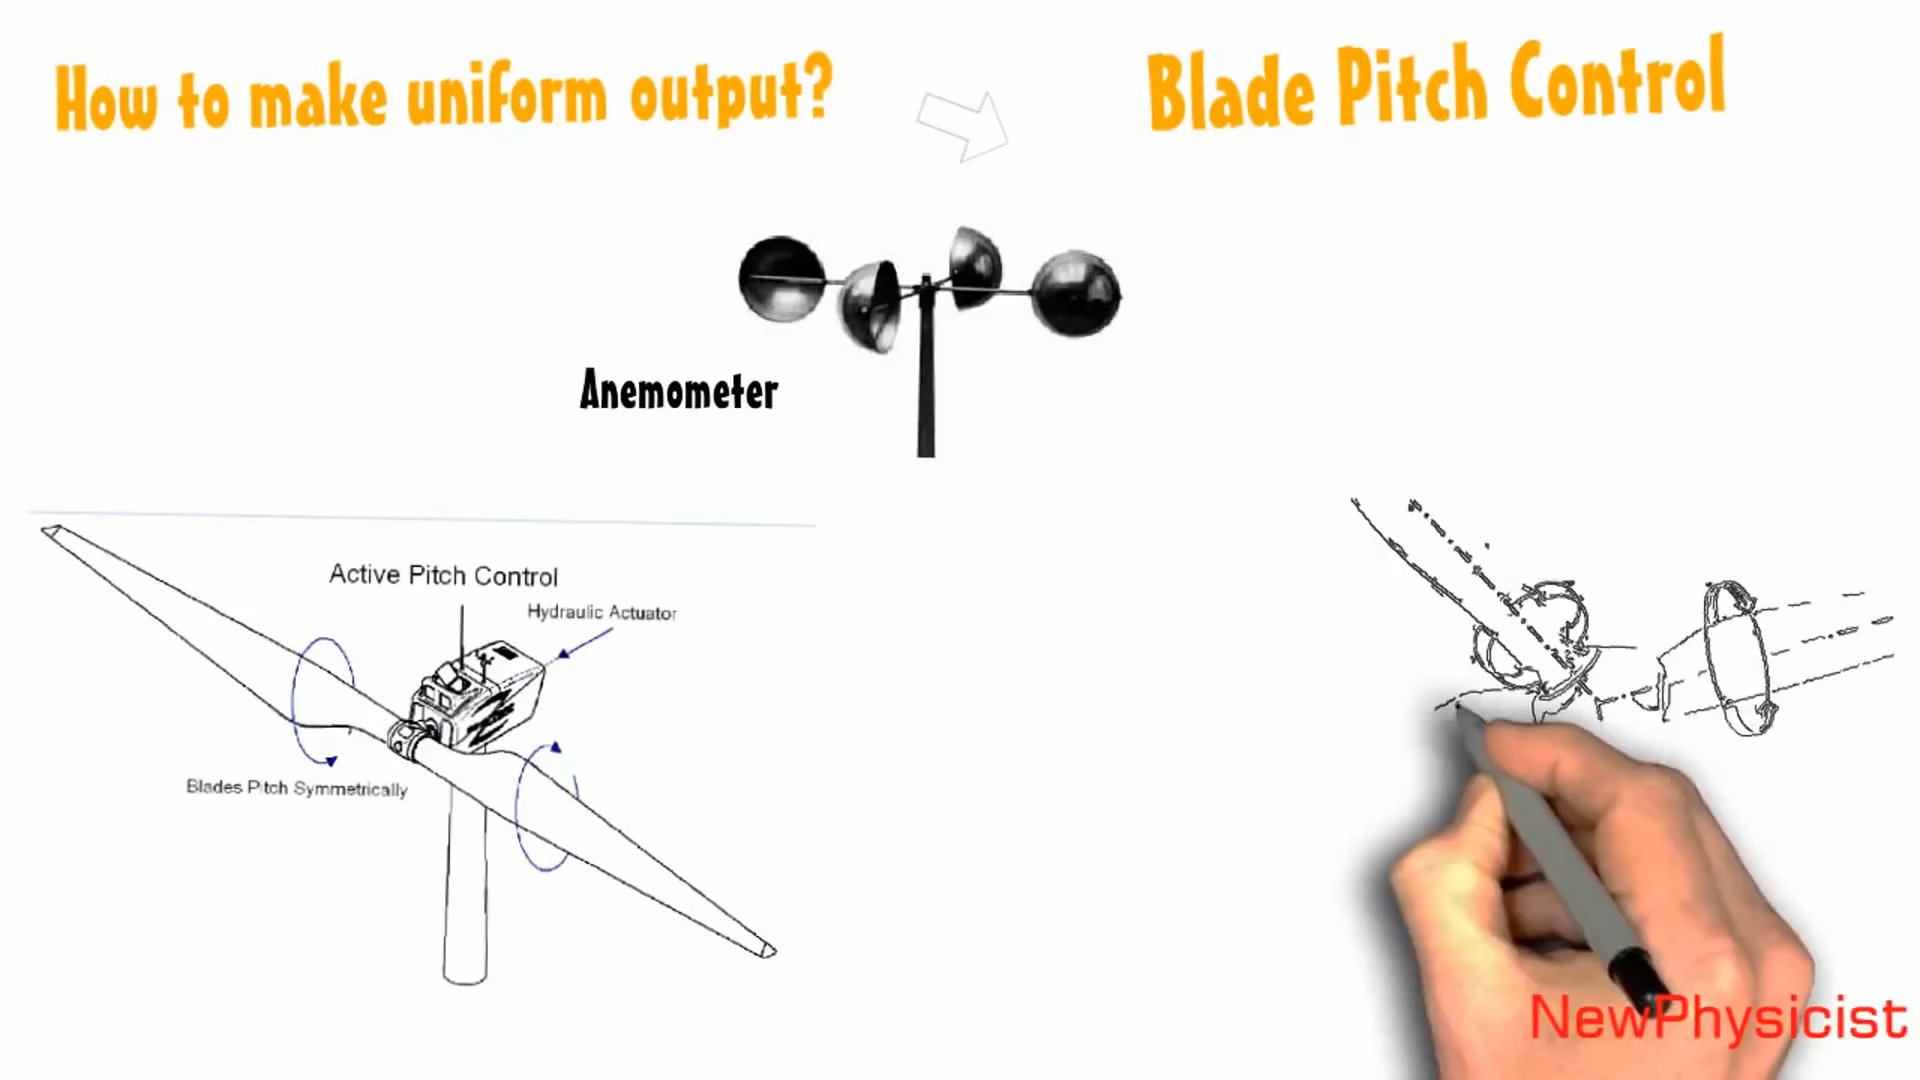 How to make uniform output?
Blade Pitch Control
Anemometer
Active Pitch Control
Hydraulic Actuator
Blades Pitch Symmetrically
NewPhysicist